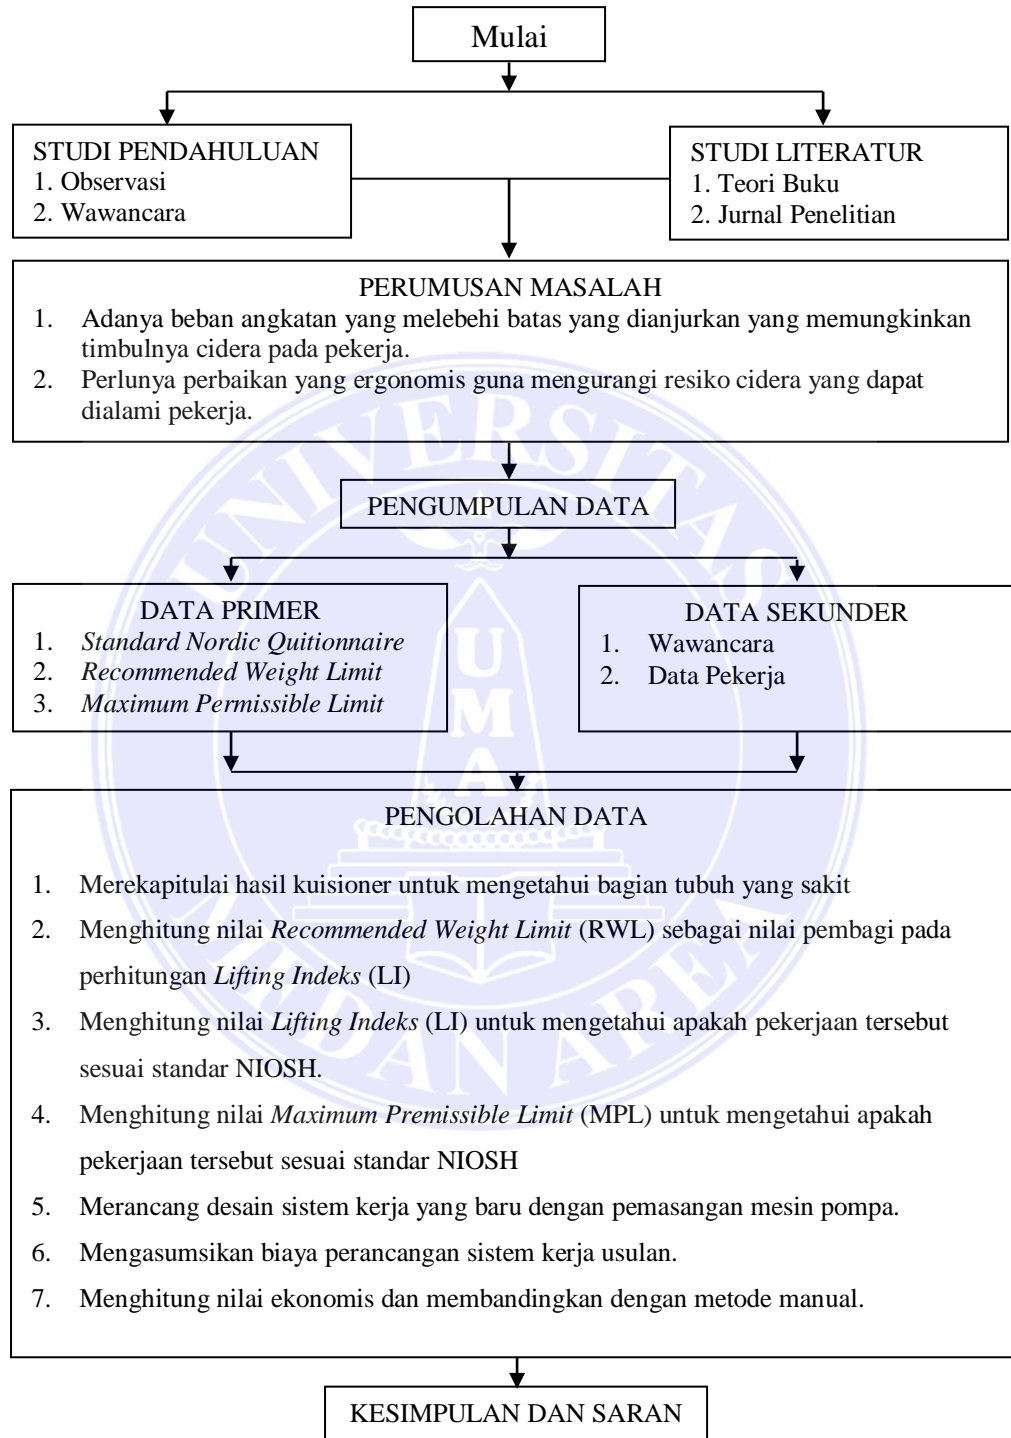 Mulai
STUDI PENDAHULUAN
1. Observasi
2. Wawancara
STUDI LITERATUR
1. Teori Buku
2. Jurnal Penelitian
PERUMUSAN MASALAH
1. Adanya beban angkatan yang melebehi batas yang dianjurkan yang memungkinkan
timbulnya cidera pada pekerja.
2. Perlunya perbaikan yang ergonomis guna mengurangi resiko cidera yang dapat
dialami pekerja.
PENGUMPULAN DATA
DATA PRIMER
1. Standard Nordic Quitionnaire
2. Recommended Weight Limit
3. Maximum Permissible Limit
DATA SEKUNDER
1. Wawancara
2. Data Pekerja
PENGOLAHAN DATA
1. Merekapitulai hasil kuisioner untuk mengetahui bagian tubuh yang sakit
2. Menghitung nilai Recommended Weight Limit (RWL) sebagai nilai pembagi pada
perhitungan Lifting Indeks (LI)
3. Menghitung nilai Lifting Indeks (LI) untuk mengetahui apakah pekerjaan tersebut
sesuai standar NIOSH.
4. Menghitung nilai Maximum Premissible Limit (MPL) untuk mengetahui apakah
pekerjaan tersebut sesuai standar NIOSH
5. Merancang desain sistem kerja yang baru dengan pemasangan mesin pompa.
6. Mengasumsikan biaya perancangan sistem kerja usulan.
7. Menghitung nilai ekonomis dan membandingkan dengan metode manual.
KESIMPULAN DAN SARAN
UNIVERSITAS
UMA
MEDAN AREA